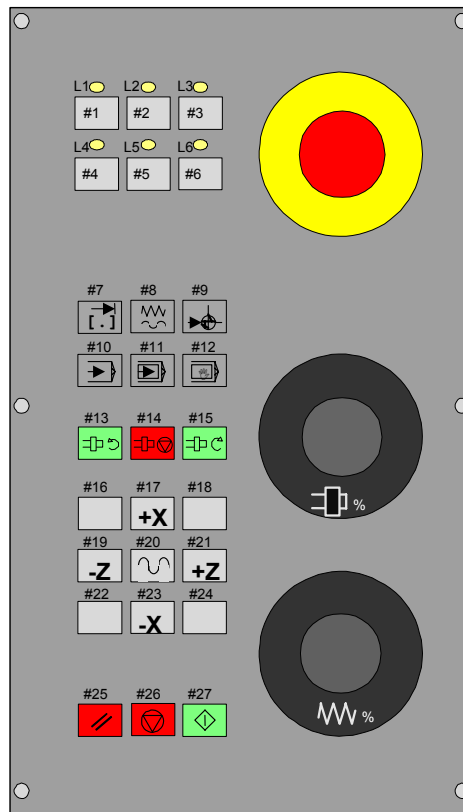 L1 L2 L3
#1 #2 #3
L4 L5 L6
#4 #5 #6
#7 #8 #9
[.]
#10 #11 #12
#13 #14 #15
#16 #17 #18
+X
%
#19 #20 #21
-Z +Z
#22 #23 #24
-X
#25 #26 #27
%